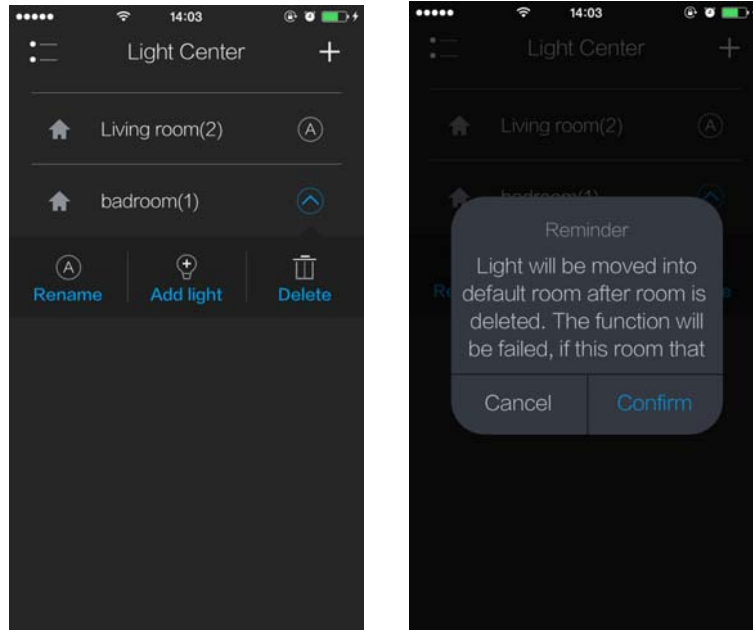 14:03
Light Center
Living room(2)
A
badroom(1)
A
Rename
Add light
Delete
14:03
Light Center
Living room(2)
A
badroom(1)
Reminder
Light will be moved into
default room after room is
deleted. The function will
be failed, if this room that
Cancel
Confirm